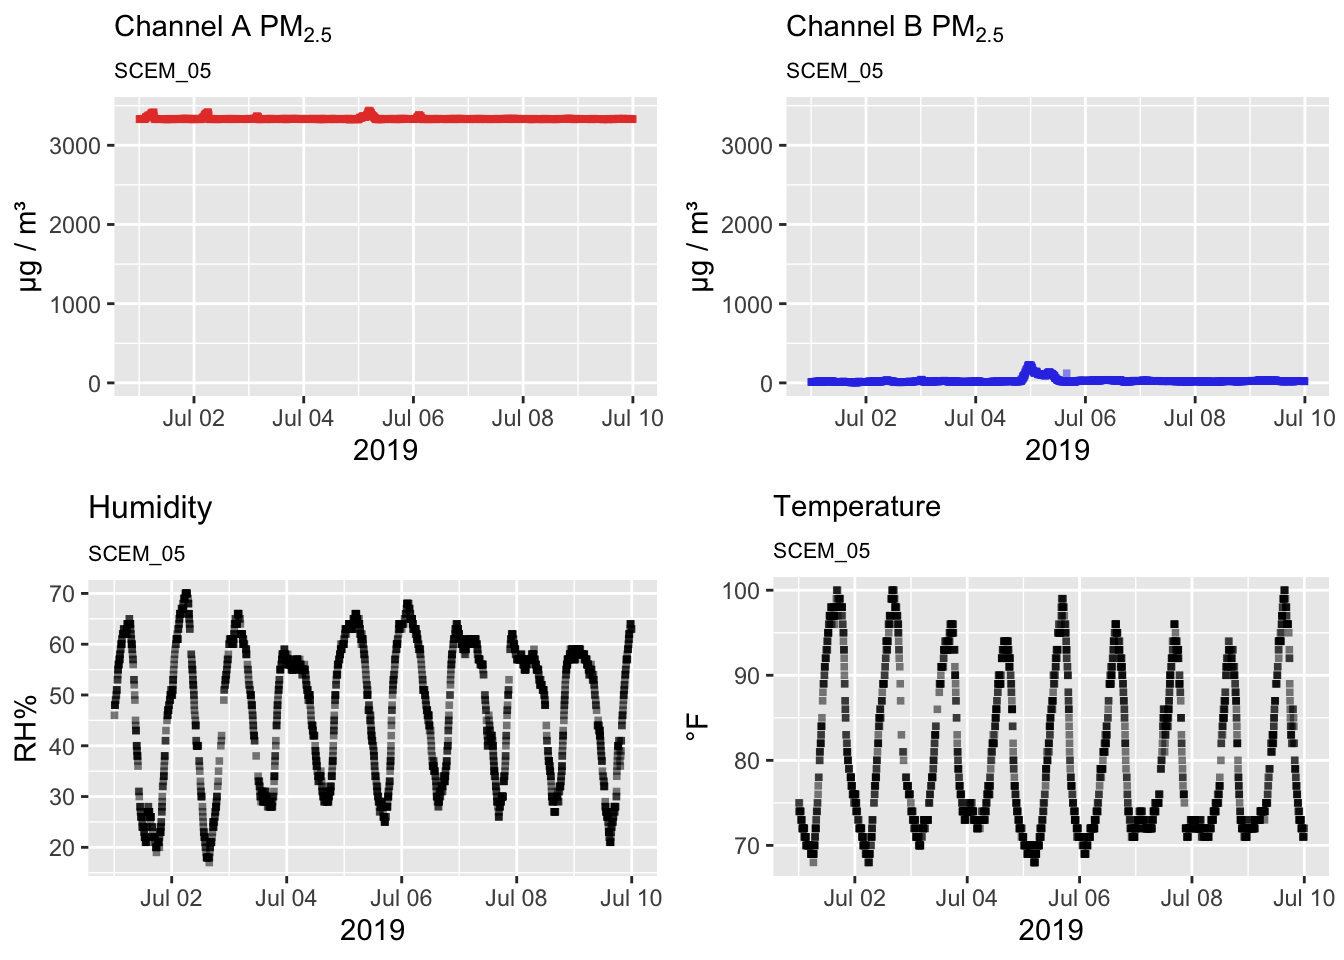 Channel A PM2.5
SCEM_05
µg / m³
3000
2000
1000
0
Jul 02 Jul 04 Jul 06 Jul 08 Jul 10
2019
Channel B PM2.5
SCEM_05
µg / m³
3000
2000
1000
0
Jul 02 Jul 04 Jul 06 Jul 08 Jul 10
2019
Humidity
SCEM_05
RH%
70
60
50
40
30
20
Jul 02 Jul 04 Jul 06 Jul 08 Jul 10
2019
Temperature
SCEM_05
°F
100
90
80
70
Jul 02 Jul 04 Jul 06 Jul 08 Jul 10
2019